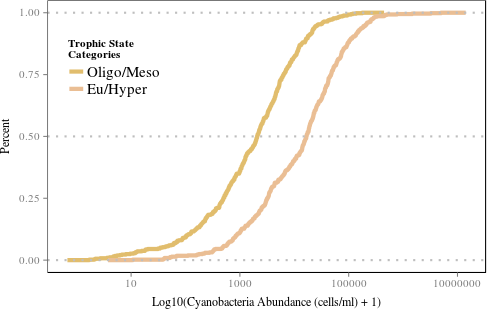 1.00
0.75
0.50
0.25
0.00
Percent
Trophic State
Categories
Oligo/Meso
Eu/Hyper
10
1000
100000
10000000
Log10(Cyanobacteria Abundance (cells/ml) + 1)